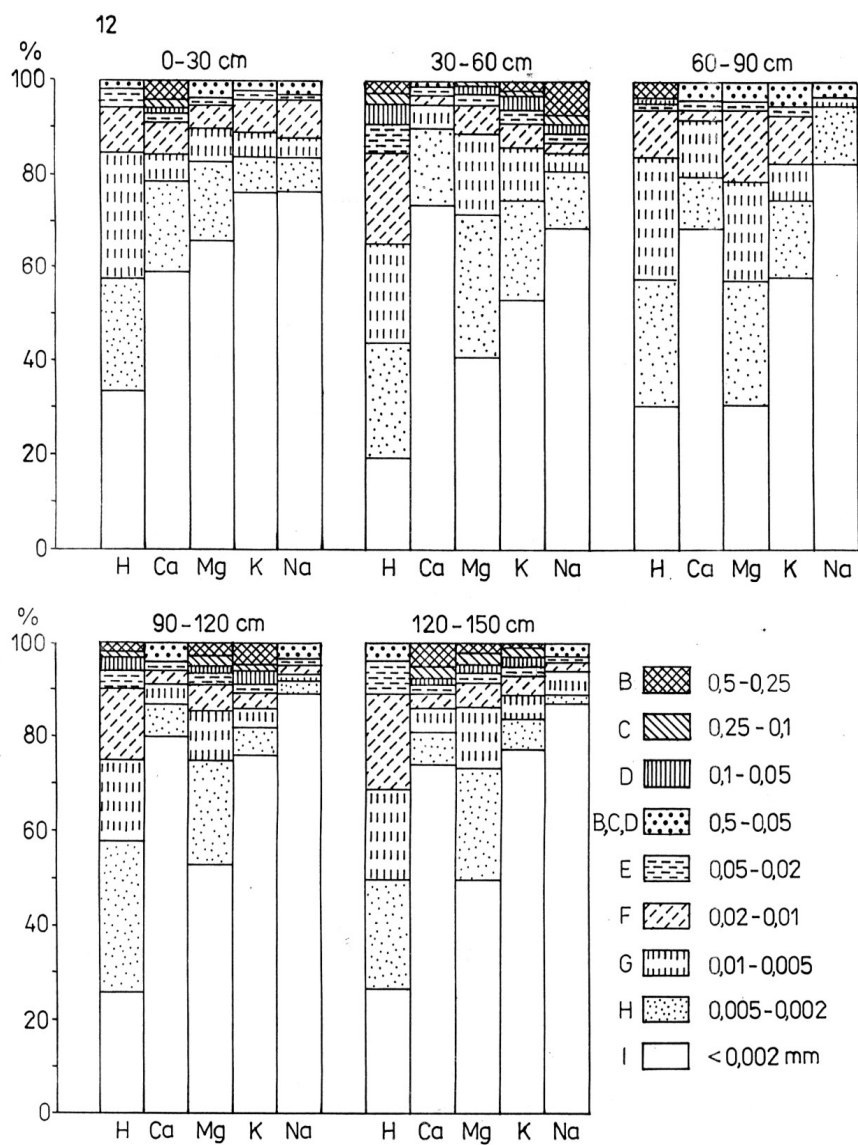 12
% 0-30 cm 30-60 cm 60-90 cm
100
80
60
40
20
0
H Ca Mg K Na H Ca Mg K Na H Ca Mg K Na
% 90-120 cm 120-150 cm
100
80
60
40
20
0
H Ca Mg K Na H Ca Mg K Na
B 0,5-0,25
C 0,25-0,1
D 0,1-0,05
B,C,D 0,5-0,05
E 0,05-0,02
F 0,02-0,01
G 0,01-0,005
H 0,005-0,002
I <0,002 mm